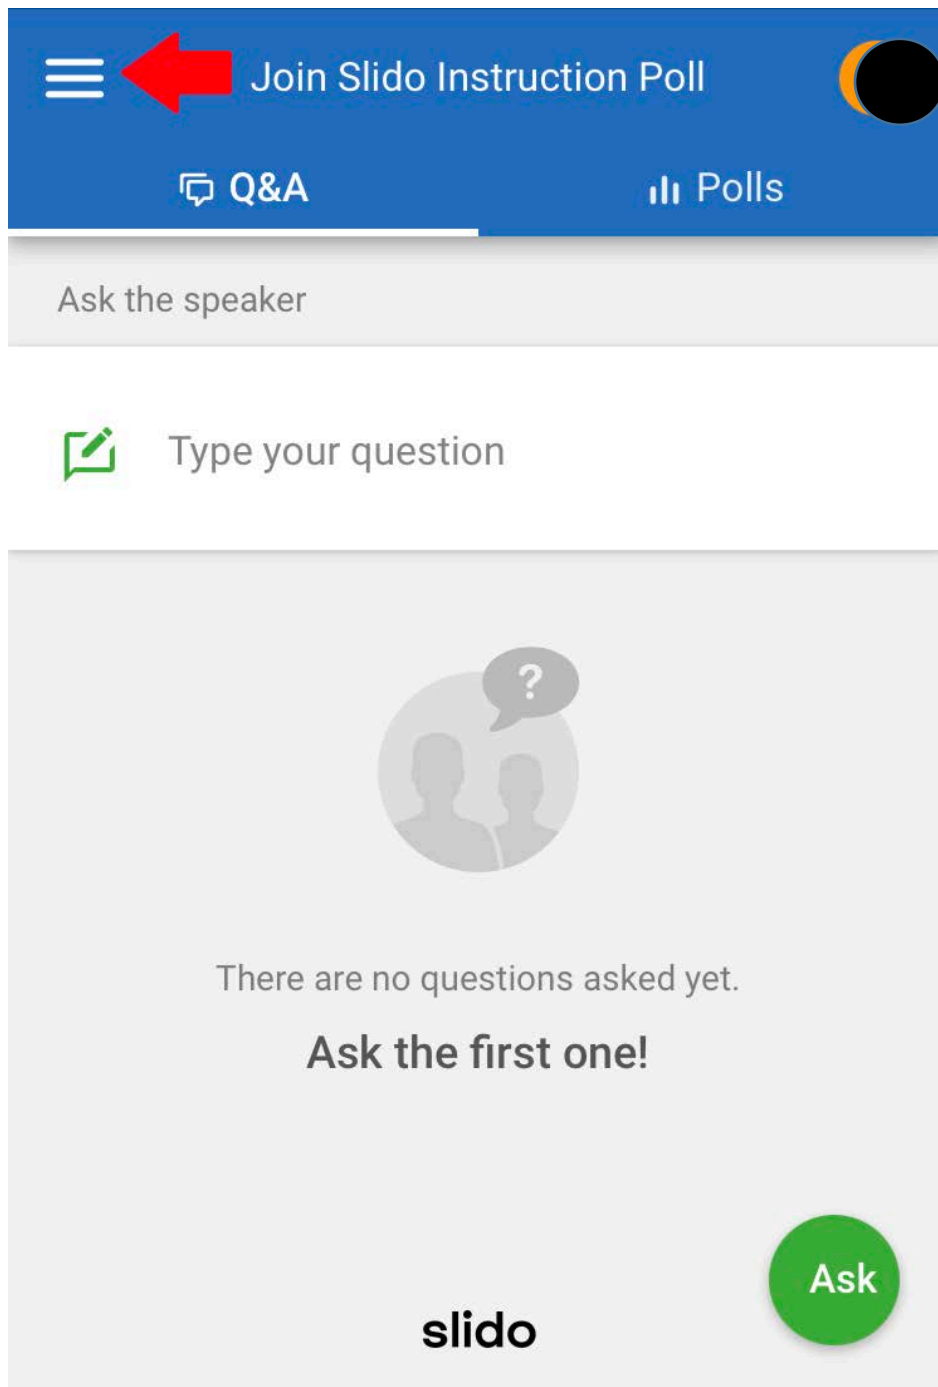 Join Slido Instruction Poll
Q&A
Polls
Ask the speaker
Type your question
?
There are no questions asked yet.
Ask the first one!
Ask
slido